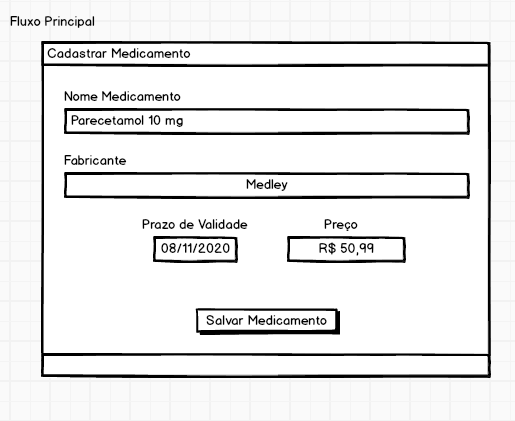 Fluxo Principal
Cadastrar Medicamento
Nome Medicamento
Parecetamol 10 mg
Fabricante
Medley
Prazo de Validade Preço
08/11/2020 R$ 50,99
Salvar Medicamento